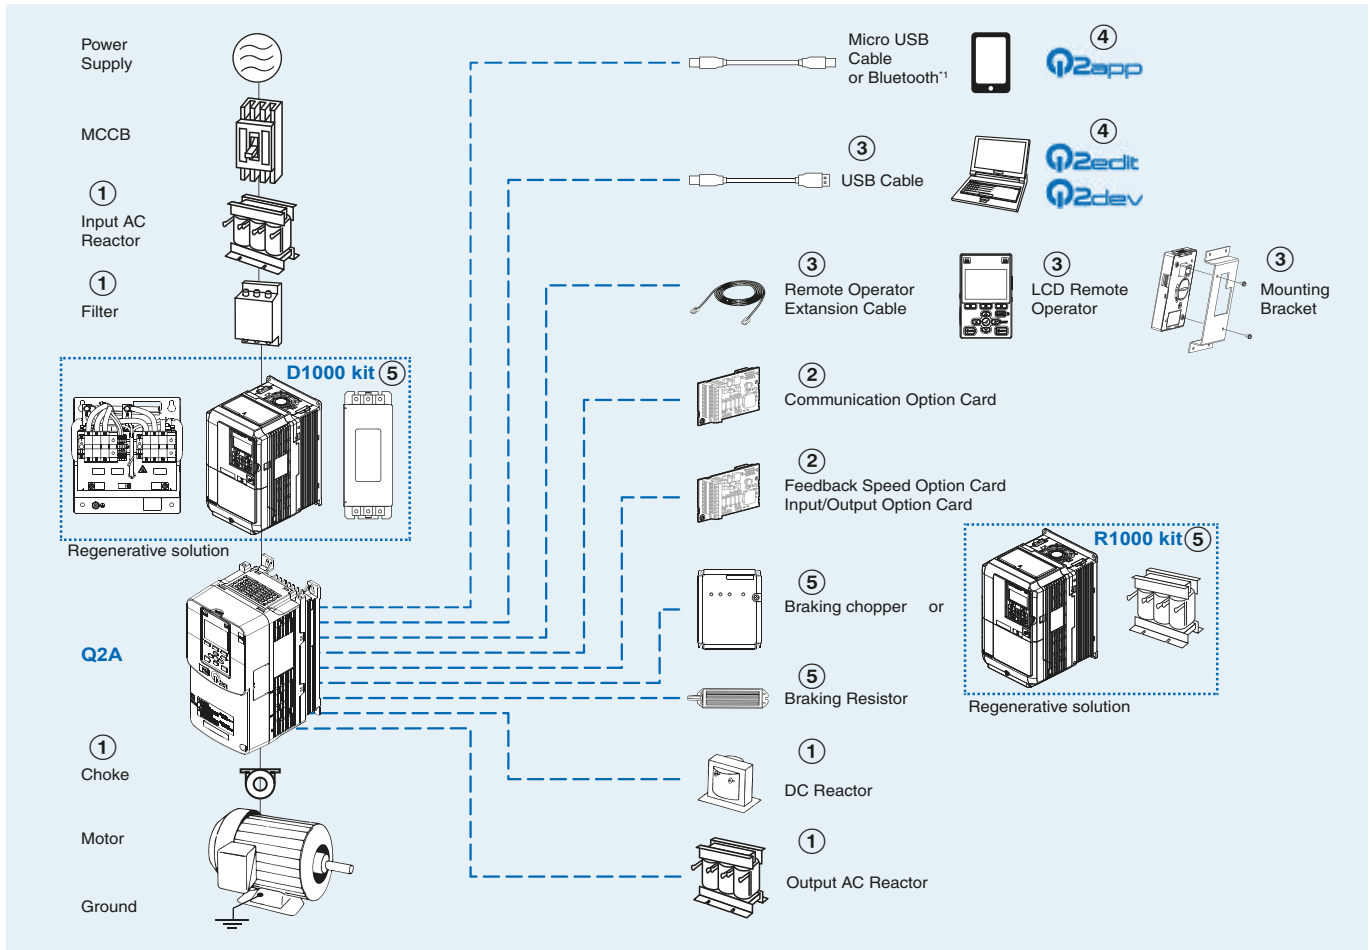 Power
Supply
MCCB
1
Input AC
Reactor
1
Filter
D1000 kit 5
Regenerative solution
Q2A
1
Choke
Motor
Ground
Micro USB
Cable
or Bluetooth*1
4
Q2app
3
USB Cable
4
Q2edit
Q2dev
3
Remote Operator
Extension Cable
3
LCD Remote
Operator
3
Mounting
Bracket
2
Communication Option Card
2
Feedback Speed Option Card
Input/Output Option Card
5
Braking chopper or
R1000 kit 5
Regenerative solution
5
Braking Resistor
1
DC Reactor
1
Output AC Reactor